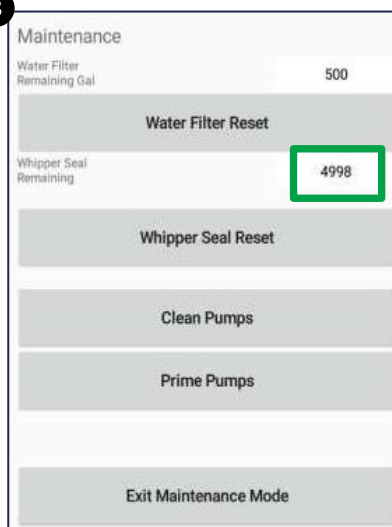 Maintenance
Water Filter
Remaining Gal
500
Water Filter Reset
Whipper Seal
Remaining
4998
Whipper Seal Reset
Clean Pumps
Prime Pumps
Exit Maintenance Mode